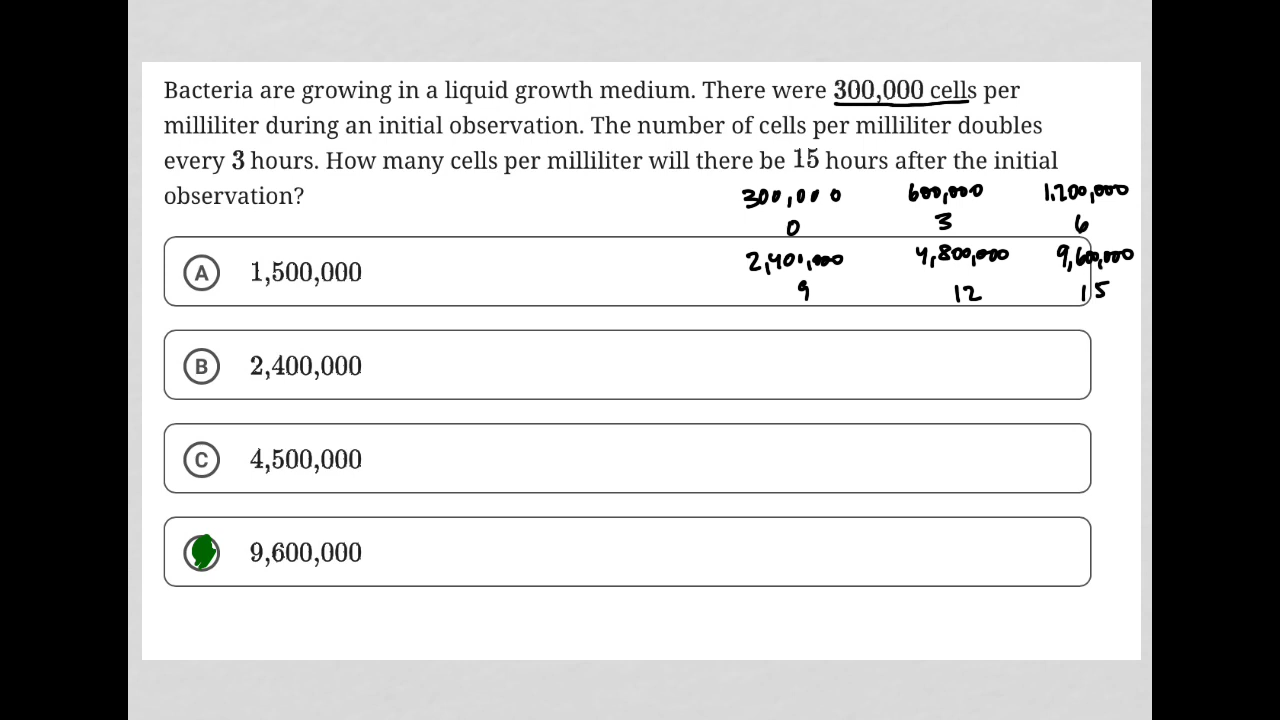 Bacteria are growing in a liquid growth medium. There were 300,000 cells per
milliliter during an initial observation. The number of cells per milliliter doubles
every 3 hours. How many cells per milliliter will there be 15 hours after the initial
observation?
300,000 600,000 1,200,000
0 3 6
2,400,000 4,800,000 9,600,000
9 12 15
A 1,500,000
B 2,400,000
C 4,500,000
9,600,000